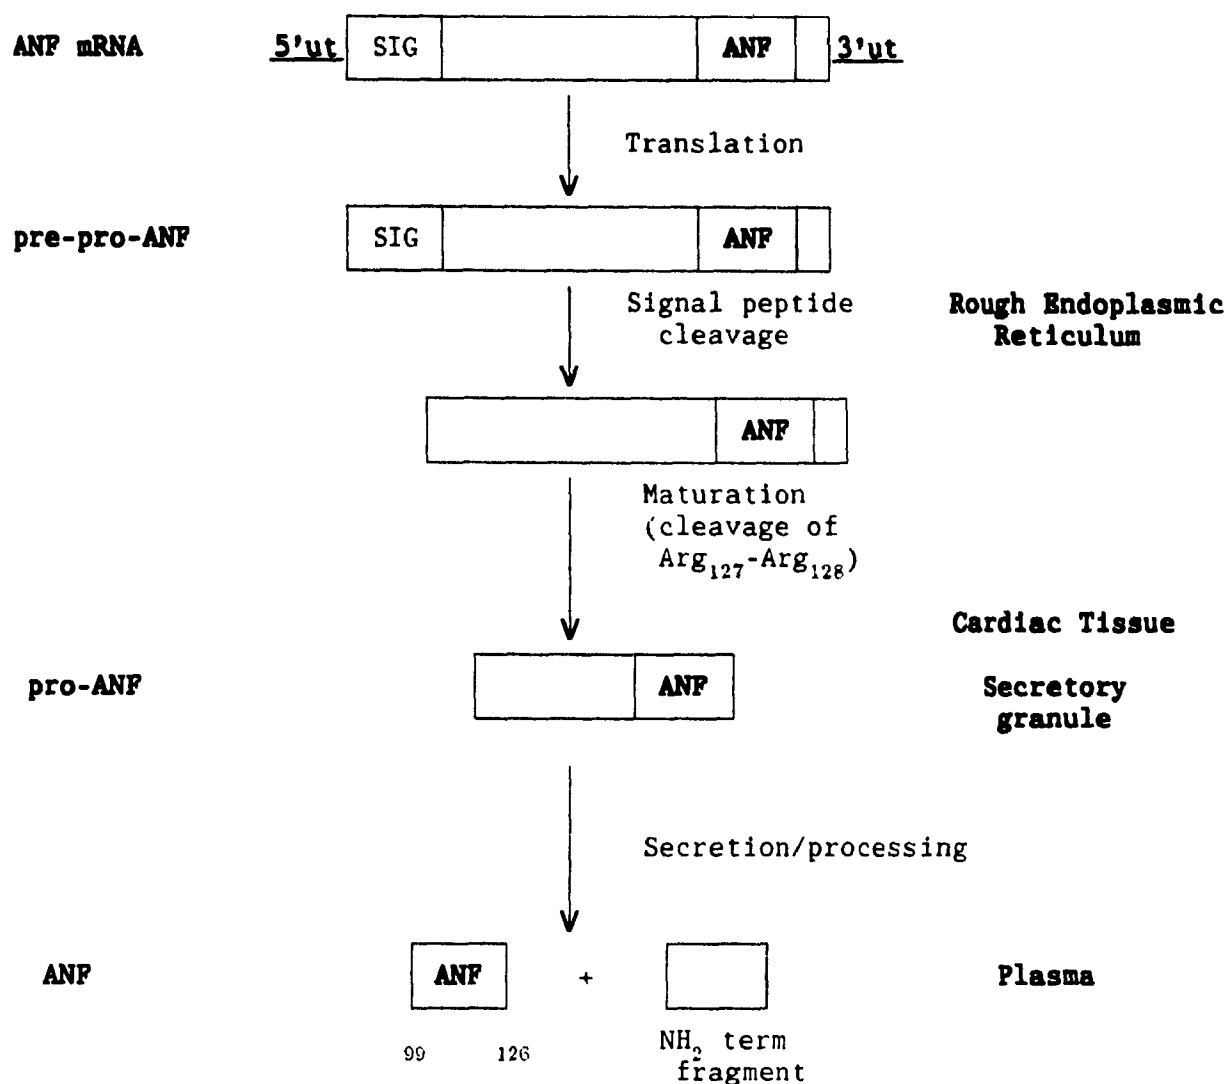 ANF mRNA 5'ut SIG ANF 3'ut
Translation
pre-pro-ANF SIG ANF
Signal peptide
cleavage
Rough Endoplasmic
Reticulum
ANF
Maturation
(cleavage of
Arg₁₂₇-Arg₁₂₈)
Cardiac Tissue
pro-ANF ANF
Secretory
granule
Secretion/processing
ANF ANF + Plasma
99 126
NH₂ term
fragment